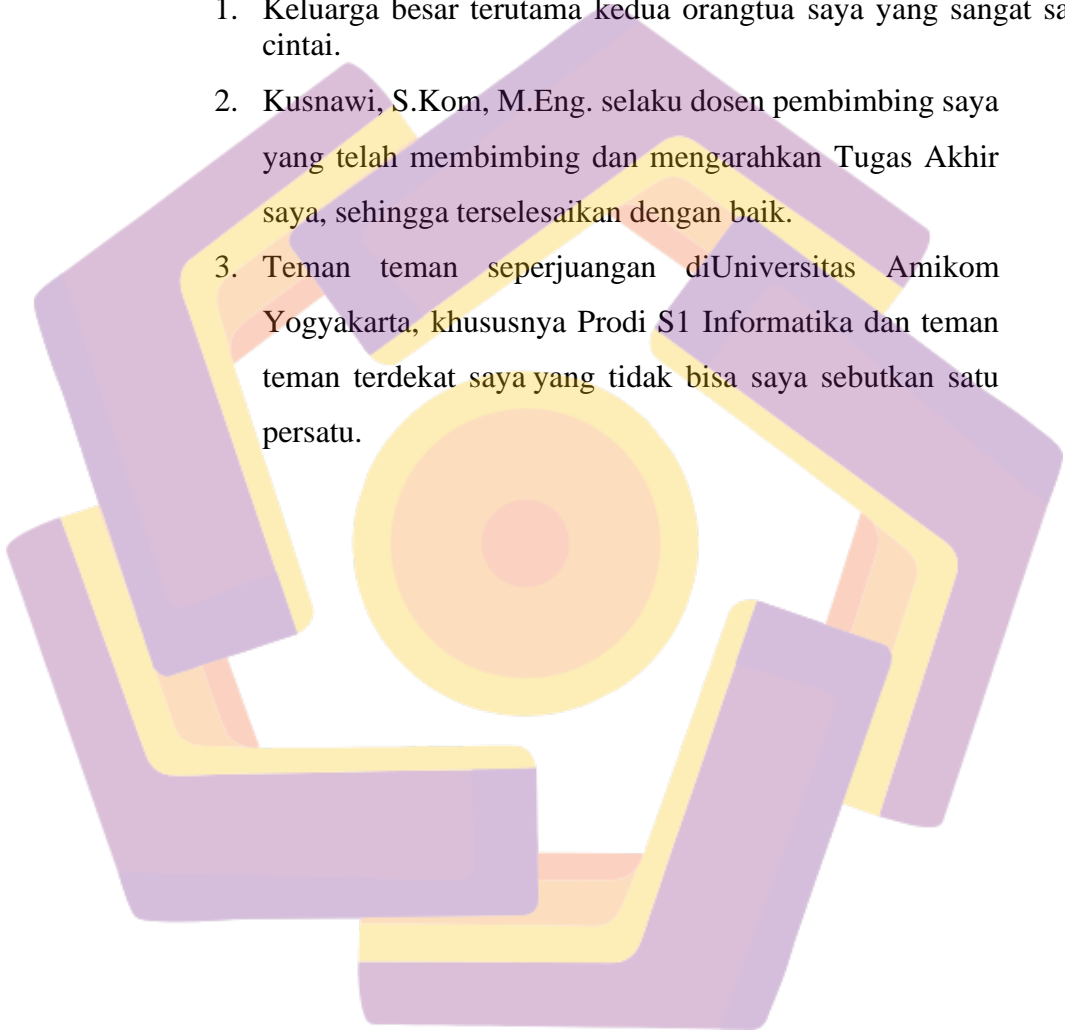 1. Keluarga besar terutama kedua orangtua saya yang sangat
cintai.
2. Kusnawi, S.Kom, M.Eng. selaku dosen pembimbing saya
yang telah membimbing dan mengarahkan Tugas Akhir
saya, sehingga terselesaikan dengan baik.
3. Teman teman seperjuangan diUniversitas Amikom
Yogyakarta, khususnya Prodi S1 Informatika dan teman
teman terdekat saya yang tidak bisa saya sebutkan satu
persatu.